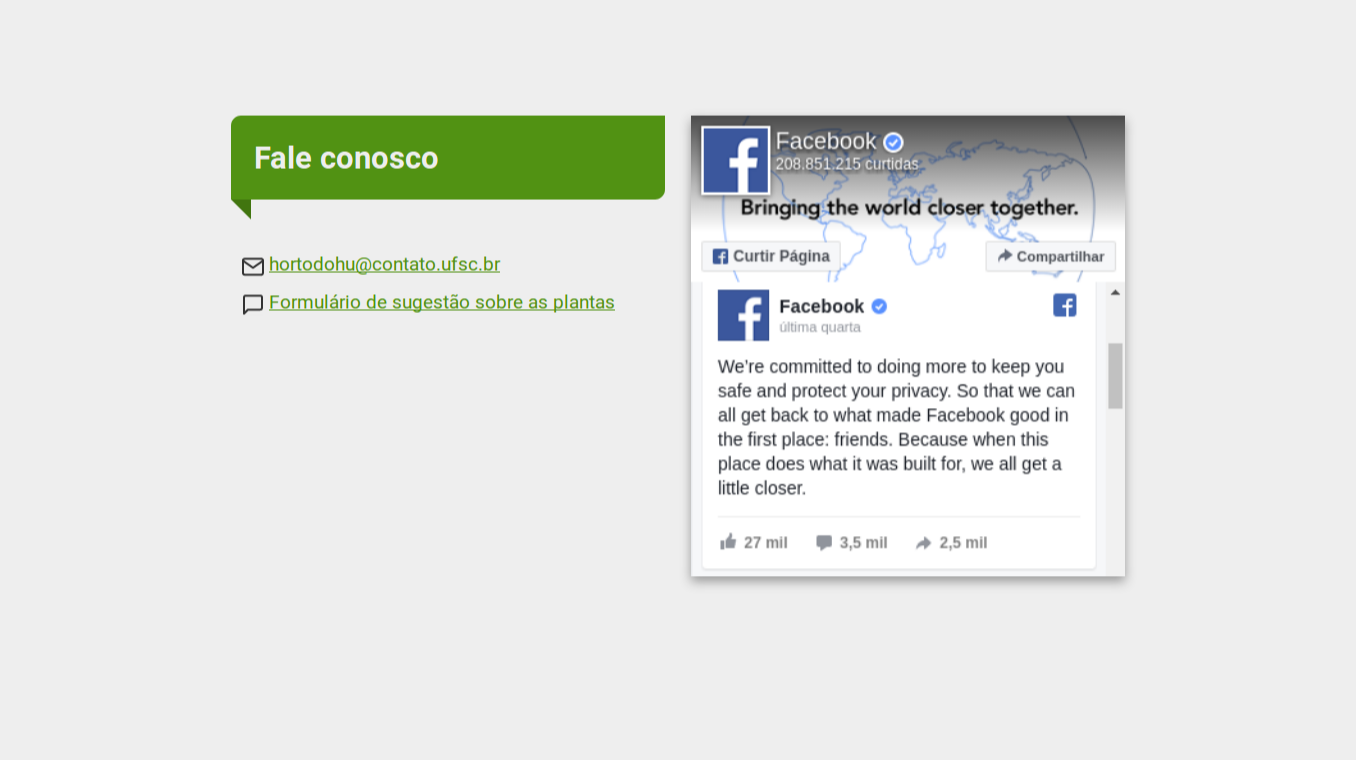 Fale conosco
hortodohu@contato.ufsc.br
Formulário de sugestão sobre as plantas
Facebook
208.851.215 curtidas
Bringing the world closer together.
Curtir Página
Compartilhar
Facebook
última quarta
We're committed to doing more to keep you
safe and protect your privacy. So that we can
all get back to what made Facebook good in
the first place: friends. Because when this
place does what it was built for, we all get a
little closer.
27 mil
3,5 mil
2,5 mil